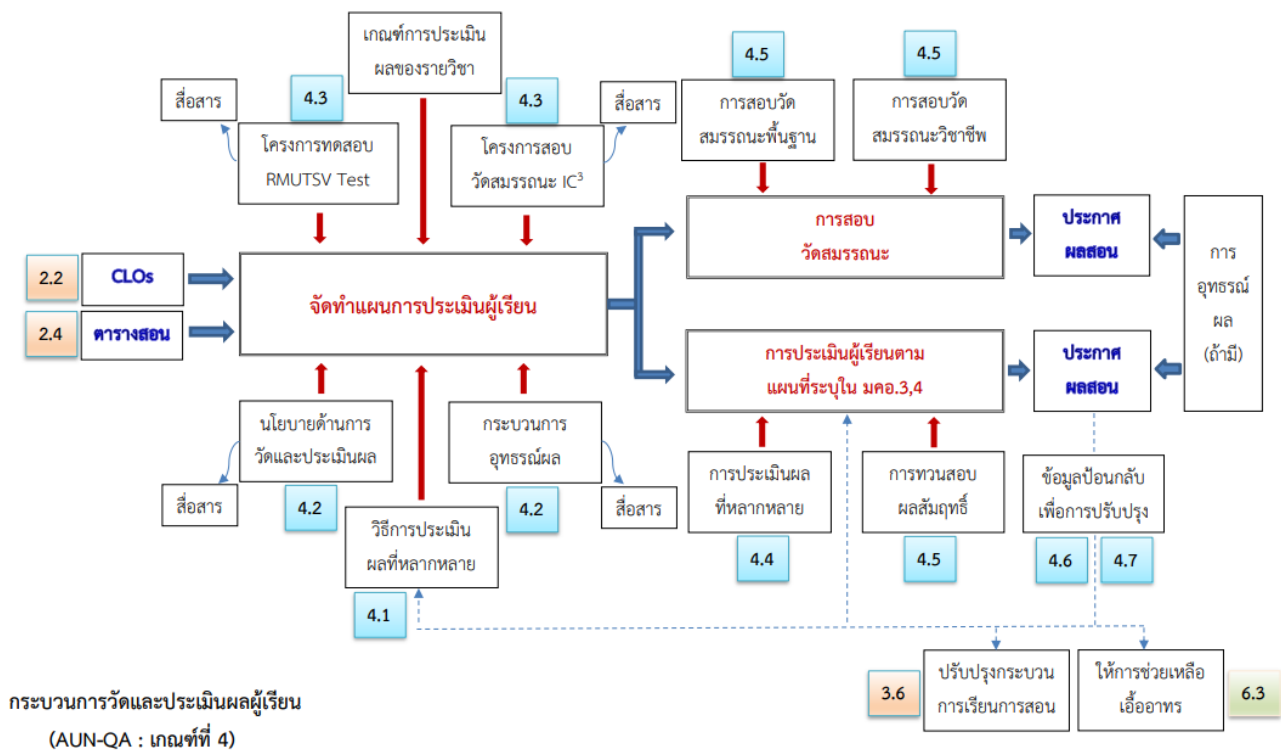 เกณฑ์การประเมิน
ผลของรายวิชา
สื่อสาร
4.3
โครงการทดสอบ
RMUTSV Test
4.3
สื่อสาร
โครงการสอบ
วัดสมรรถนะ IC³
4.5
การสอบวัด
สมรรถนะพื้นฐาน
4.5
การสอบวัด
สมรรถนะวิชาชีพ
2.2
CLOs
2.4
ตารางสอน
จัดทำแผนการประเมินผู้เรียน
การสอบ
วัดสมรรถนะ
ประกาศ
ผลสอน
การ
อุทธรณ์
ผล
(ถ้ามี)
การประเมินผู้เรียนตาม
แผนที่ระบุใน มคอ.3,4
ประกาศ
ผลสอน
นโยบายด้านการ
วัดและประเมินผล
สื่อสาร
4.2
วิธีการประเมิน
ผลที่หลากหลาย
4.1
กระบวนการ
อุทธรณ์ผล
4.2
สื่อสาร
การประเมินผล
ที่หลากหลาย
4.4
การทวนสอบ
ผลสัมฤทธิ์
4.5
ข้อมูลป้อนกลับ
เพื่อการปรับปรุง
4.6
4.7
3.6
ปรับปรุงกระบวน
การเรียนการสอน
ให้การช่วยเหลือ
เอื้ออาทร
6.3
กระบวนการวัดและประเมินผลผู้เรียน
(AUN-QA : เกณฑ์ที่ 4)